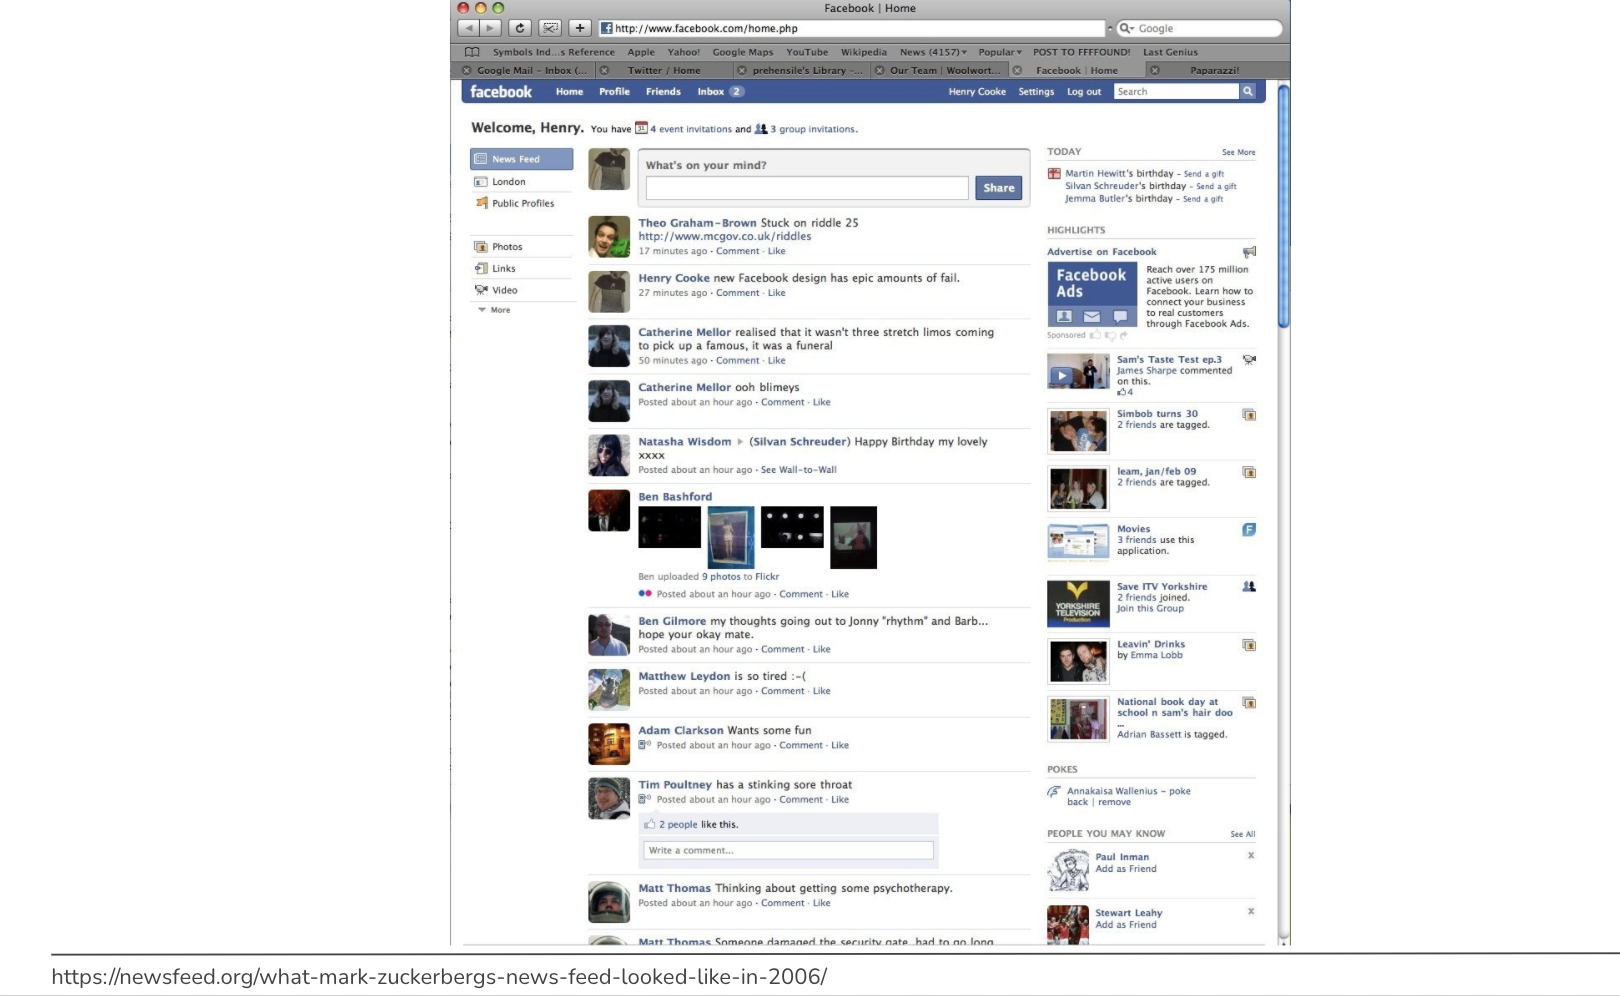 Facebook | Home
http://www.facebook.com/home.php
Google
Symbols Ind...s Reference Apple Yahoo! Google Maps YouTube Wikipedia News (4157) Popular POST TO FFFFOUND! Last Genius
Google Mail – Inbox (... Twitter / Home prehensile's Library –... Our Team | Woolwort... Facebook | Home Paparazzi!
facebook Home Profile Friends Inbox 2 Henry Cooke Settings Log out Search
Welcome, Henry. You have 4 event invitations and 3 group invitations.
News Feed
London
Public Profiles
Photos
Links
Video
More
What's on your mind?
Share
Theo Graham-Brown Stuck on riddle 25
http://www.mcgov.co.uk/riddles
17 minutes ago · Comment · Like
Henry Cooke new Facebook design has epic amounts of fail.
27 minutes ago · Comment · Like
Catherine Mellor realised that it wasn't three stretch limos coming
to pick up a famous, it was a funeral
50 minutes ago · Comment · Like
Catherine Mellor ooh blimeys
Posted about an hour ago · Comment · Like
Natasha Wisdom ▸ (Silvan Schreuder) Happy Birthday my lovely
xxxx
Posted about an hour ago · See Wall-to-Wall
Ben Bashford
Ben uploaded 9 photos to Flickr
Posted about an hour ago · Comment · Like
Ben Gilmore my thoughts going out to Jonny "rhythm" and Barb...
hope your okay mate.
Posted about an hour ago · Comment · Like
Matthew Leydon is so tired :-(
Posted about an hour ago · Comment · Like
Adam Clarkson Wants some fun
Posted about an hour ago · Comment · Like
Tim Poultney has a stinking sore throat
Posted about an hour ago · Comment · Like
2 people like this.
Write a comment...
Matt Thomas Thinking about getting some psychotherapy.
Posted about an hour ago · Comment · Like
Matt Thomas Someone damaged the security gate, had to go long
TODAY See More
Martin Hewitt's birthday – Send a gift
Silvan Schreuder's birthday – Send a gift
Jemma Butler's birthday – Send a gift
HIGHLIGHTS
Advertise on Facebook
Facebook
Ads
Reach over 175 million
active users on
Facebook. Learn how to
connect your business
to real customers
through Facebook Ads.
Sponsored
Sam's Taste Test ep.3
James Sharpe commented
on this.
4
Simbob turns 30
2 friends are tagged.
leam, jan/feb 09
2 friends are tagged.
Movies
3 friends use this
application.
YORKSHIRE
TELEVISION
Production
Save ITV Yorkshire
2 friends joined.
Join this Group
Leavin' Drinks
by Emma Lobb
National book day at
school n sam's hair doo
...
Adrian Bassett is tagged.
POKES
Annakaisa Wallenius – poke
back | remove
PEOPLE YOU MAY KNOW See All
Paul Inman x
Add as Friend
Stewart Leahy x
Add as Friend
https://newsfeed.org/what-mark-zuckerbergs-news-feed-looked-like-in-2006/